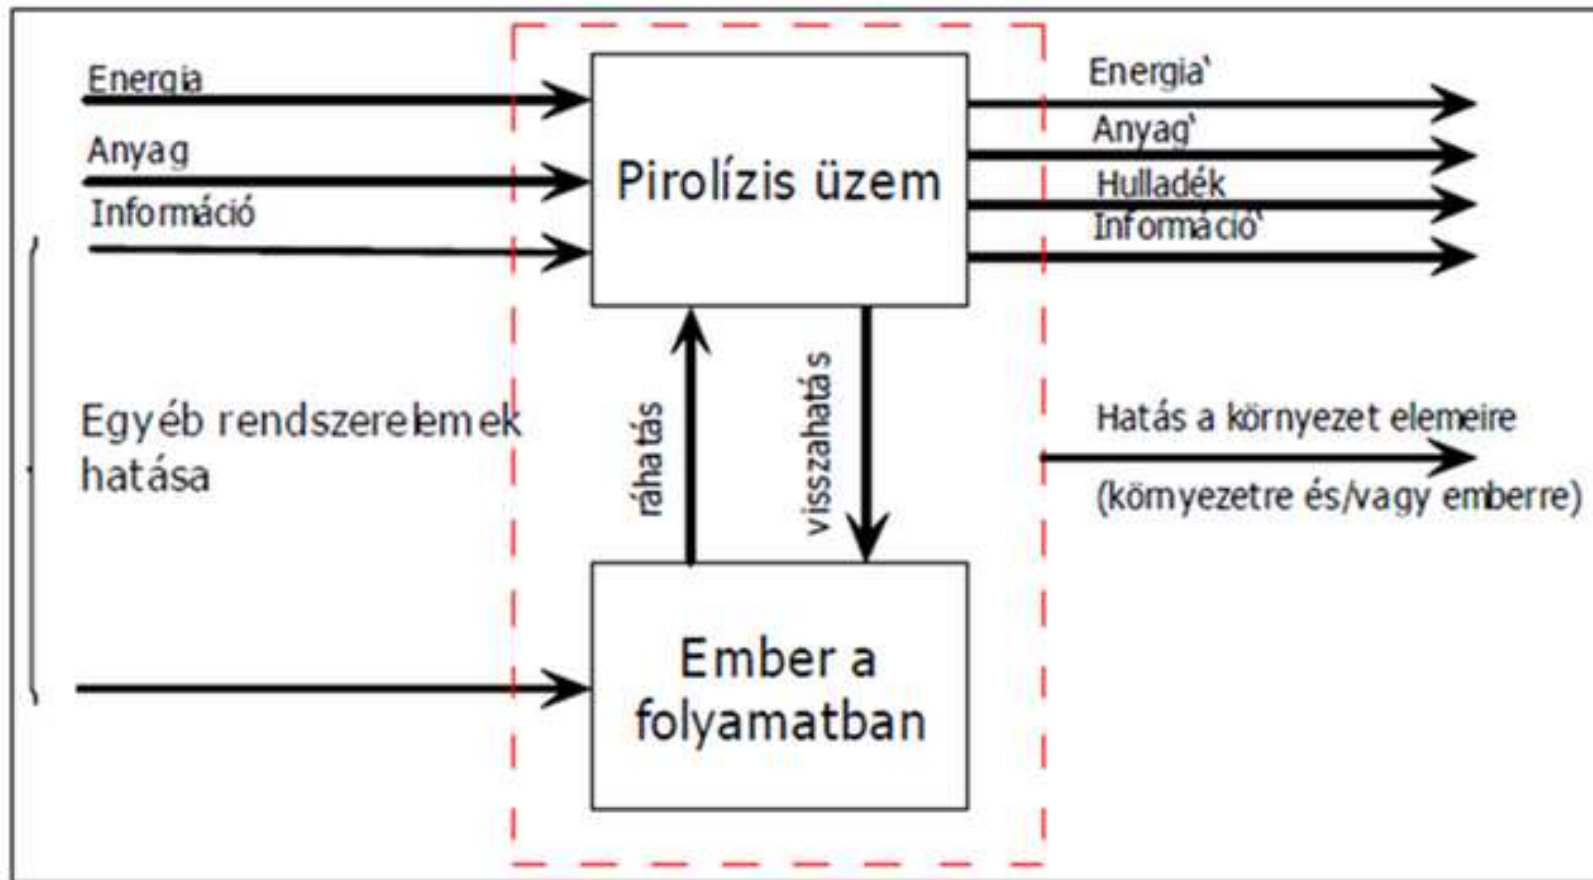 Energia
Anyag
Információ
Pirolízis üzem
Energia‘
Anyag‘
Hulladék
Információ‘
Egyéb rendszerelemek
hatása
ráhatás
visszahatás
Hatás a környezet elemeire
(környezetre és/vagy emberre)
Ember a
folyamatban